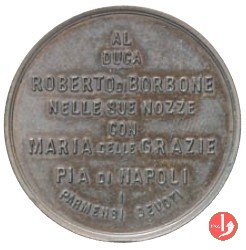 AL
DUCA
ROBERTO DI BORBONE
NELLE SUE NOZZE
CON
MARIA DELLE GRAZIE
PIA DI NAPOLI
I
PARMENSI DEVOTI